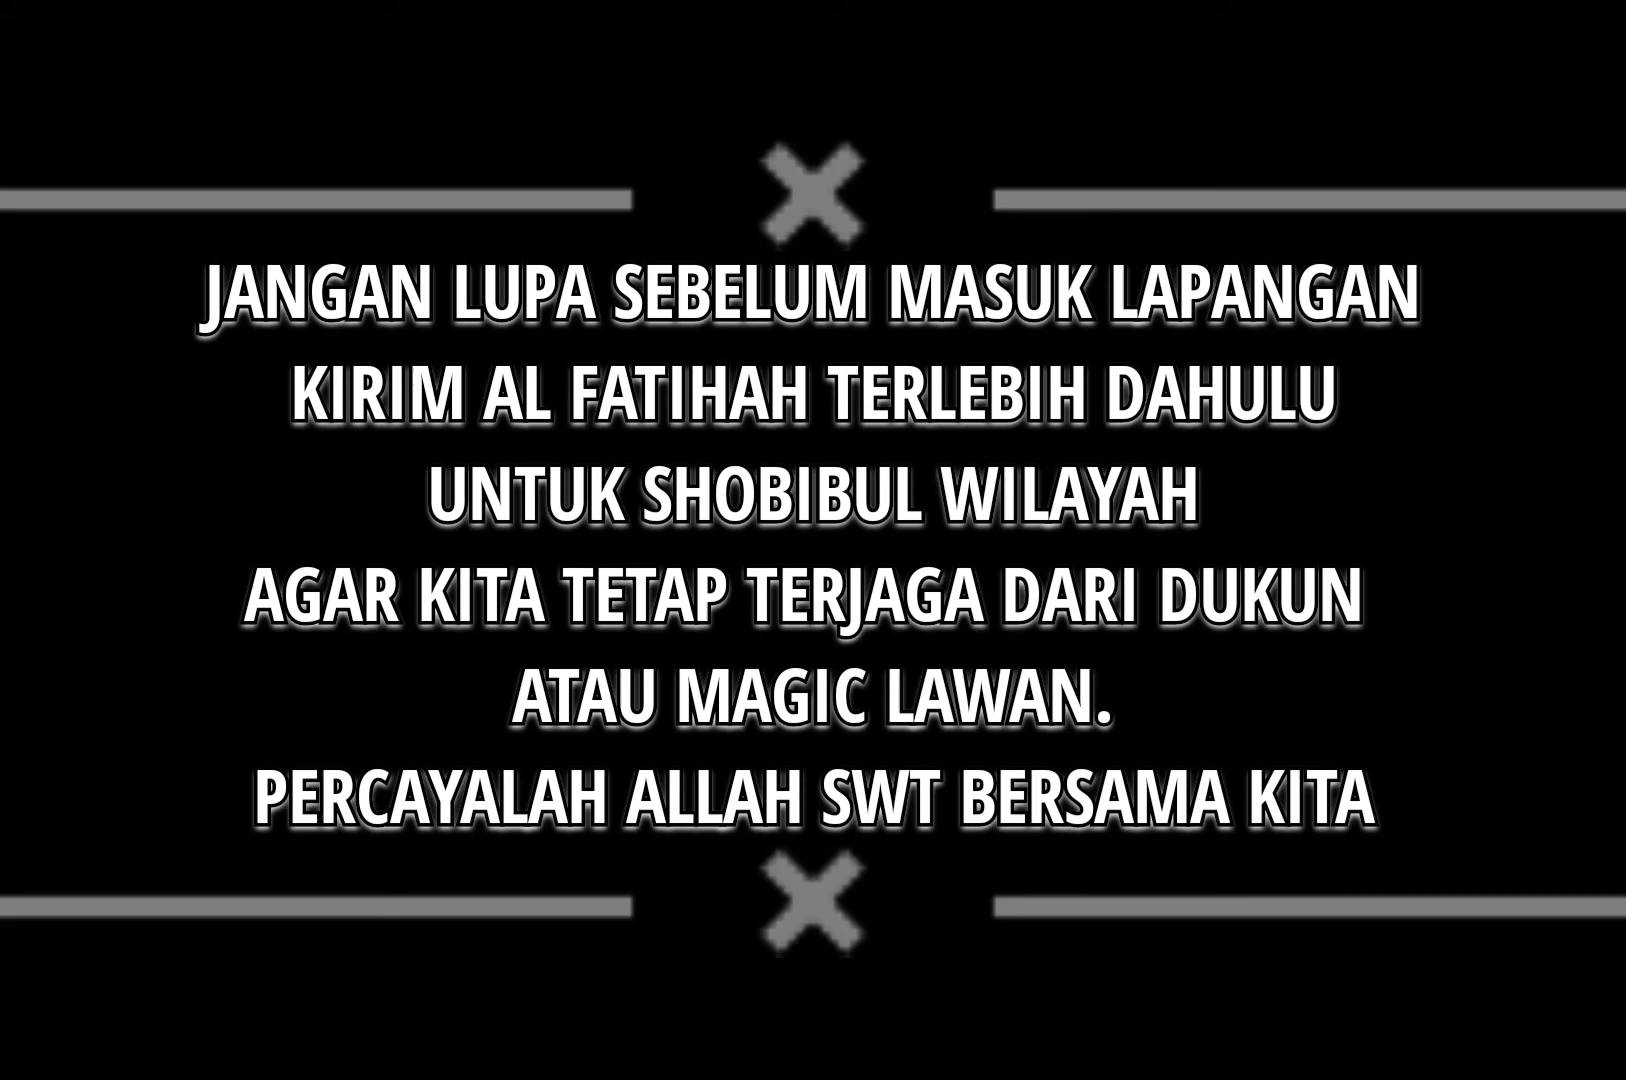 JANGAN LUPA SEBELUM MASUK LAPANGAN
KIRIM AL FATIHAH TERLEBIH DAHULU
UNTUK SHOBIBUL WILAYAH
AGAR KITA TETAP TERJAGA DARI DUKUN
ATAU MAGIC LAWAN.
PERCAYALAH ALLAH SWT BERSAMA KITA